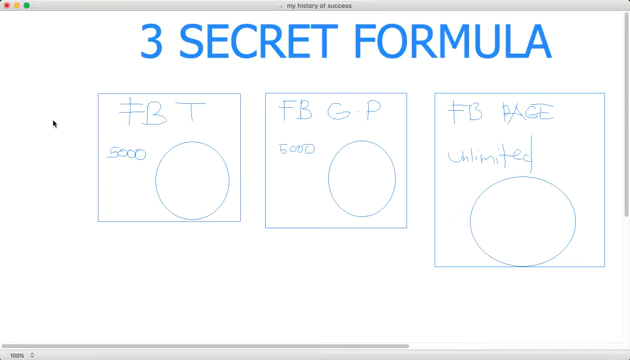 my history of success
3 SECRET FORMULA
FB T
5000
FB G.P
5000
FB PAGE
unlimited
100%